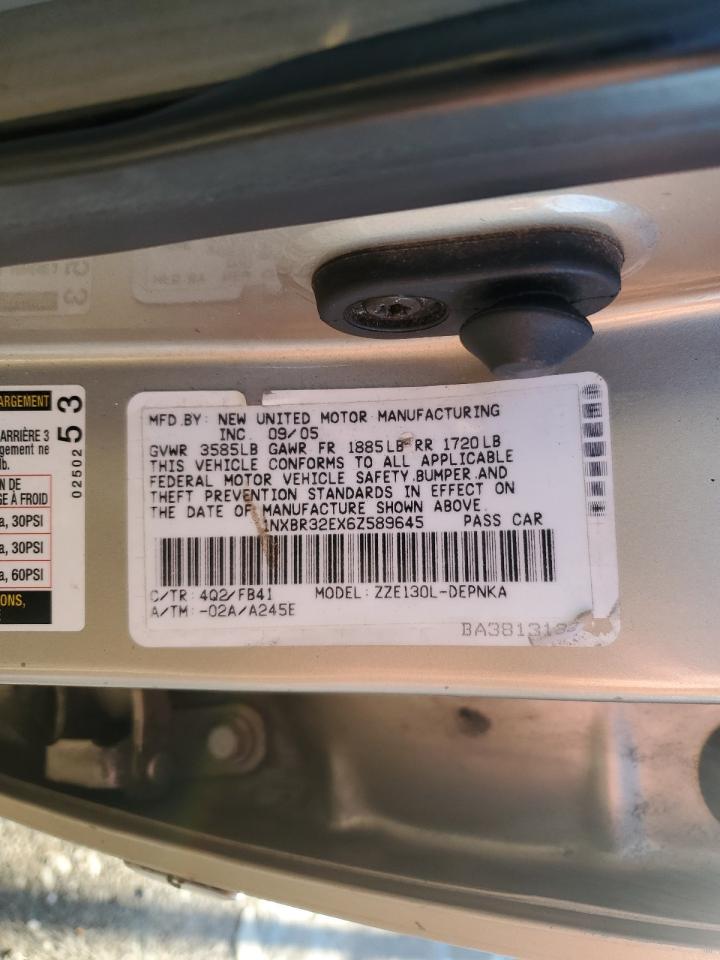 ARGEMENT
ARRIÈRE 3
gement ne
lb.
N DE
GE À FROID
a, 30PSI
a, 30PSI
a, 60PSI
ONS,
02502
53
MFD.BY: NEW UNITED MOTOR MANUFACTURING
INC. 09/05
GVWR 3585LB GAWR FR 1885LB RR 1720LB
THIS VEHICLE CONFORMS TO ALL APPLICABLE
FEDERAL MOTOR VEHICLE SAFETY.BUMPER.AND
THEFT PREVENTION STANDARDS IN EFFECT ON
THE DATE OF MANUFACTURE SHOWN ABOVE.
1NXBR32EX6Z589645 PASS CAR
C/TR: 4Q2/FB41 MODEL: ZZE130L-DEPNKA
A/TM: -02A/A245E